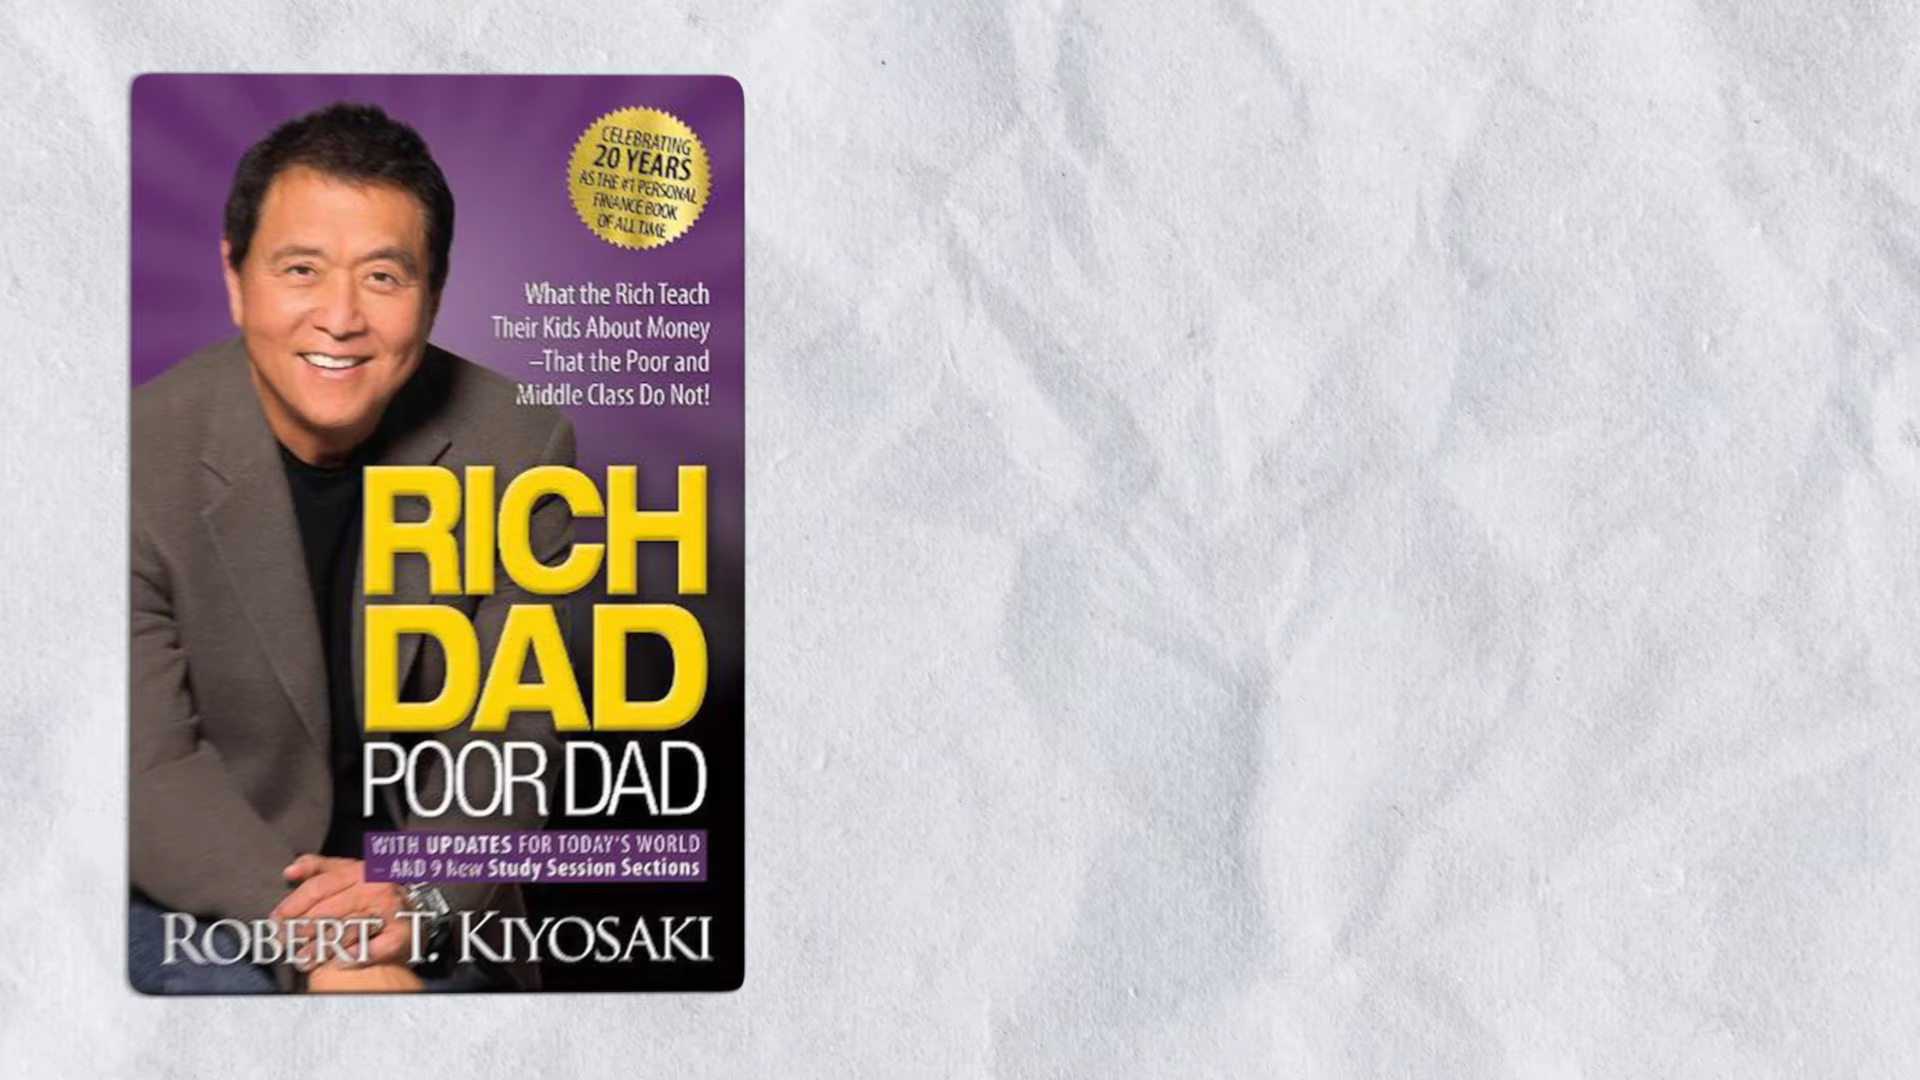 CELEBRATING
20 YEARS
AS THE #1 PERSONAL
FINANCE BOOK
OF ALL TIME
What the Rich Teach
Their Kids About Money
–That the Poor and
Middle Class Do Not!
RICH
DAD
POOR DAD
WITH UPDATES FOR TODAY'S WORLD
– AND 9 New Study Session Sections
ROBERT T. KIYOSAKI